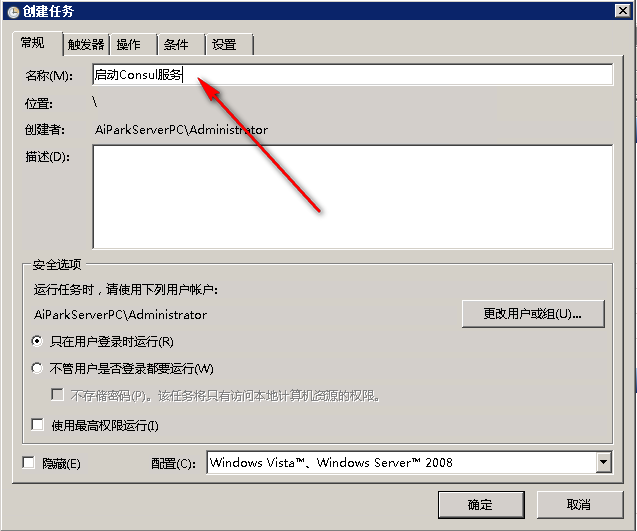 创建任务
常规 触发器 操作 条件 设置
名称(M): 启动Consul服务
位置: \
创建者: AiParkServerPC\Administrator
描述(D):
安全选项
运行任务时，请使用下列用户帐户:
AiParkServerPC\Administrator
更改用户或组(U)...
只在用户登录时运行(R)
不管用户是否登录都要运行(W)
不存储密码(P)。该任务将只有访问本地计算机资源的权限。
使用最高权限运行(I)
隐藏(E) 配置(C): Windows Vista™、Windows Server™ 2008
确定 取消